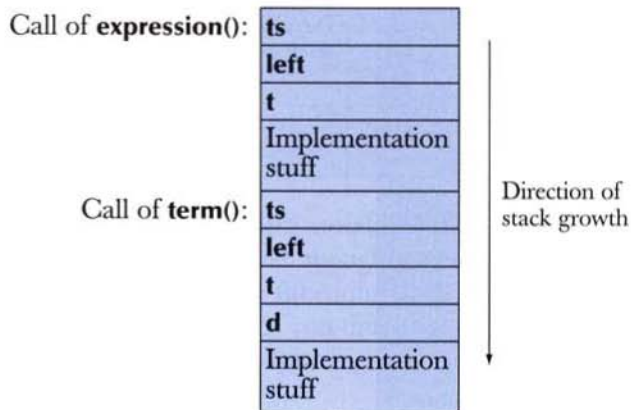 Call of expression():
ts
left
t
Implementation
stuff
Call of term():
ts
left
t
d
Implementation
stuff
Direction of
stack growth